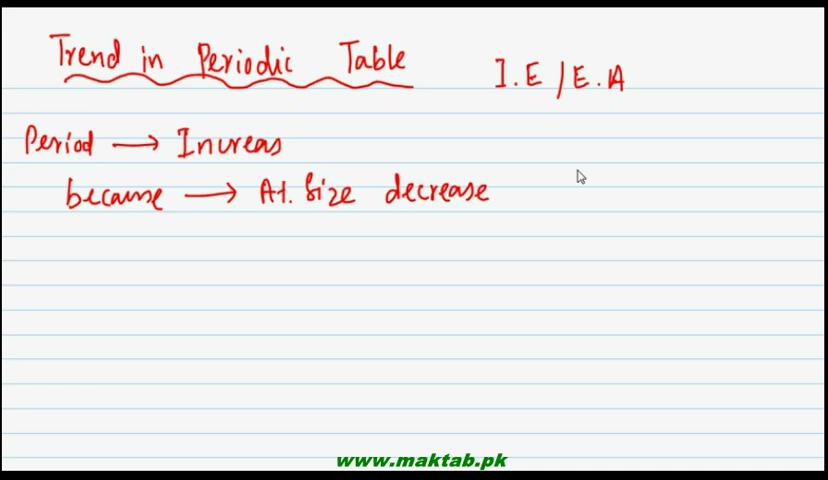 Trend in Periodic Table
I.E / E.A
Period → Increas
because → At. Size decrease
www.maktab.pk